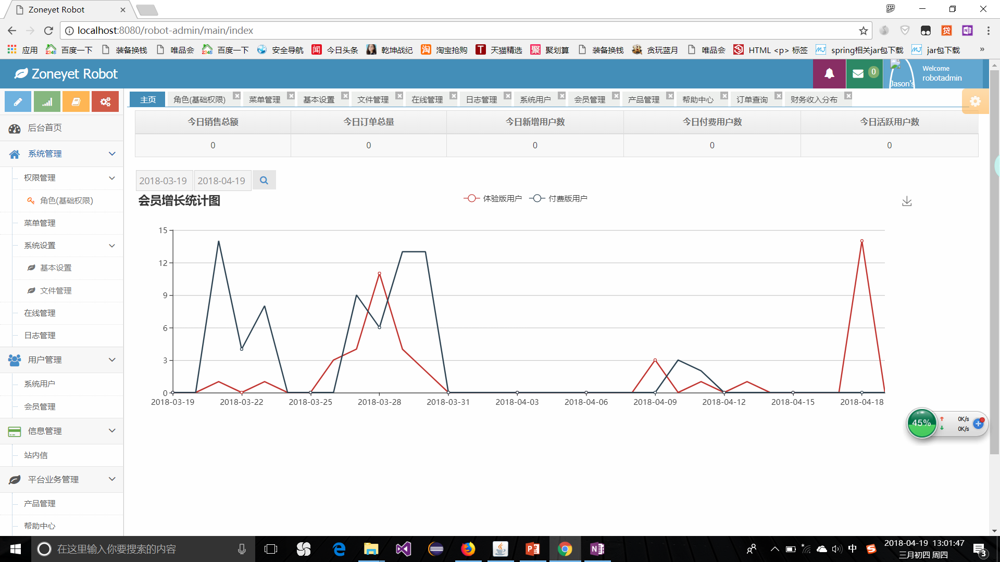 Zoneyet Robot
localhost:8080/robot-admin/main/index
应用 百度一下 装备换钱 唯品会 百度一下 安全导航 今日头条 乾坤战纪 淘宝抢购 天猫精选 聚划算 装备换钱 贪玩蓝月 唯品会 HTML <p> 标签 spring相关jar包下载 jar包下载 »
Zoneyet Robot
0
Jason's
Welcome
robotadmin
主页 角色(基础权限) 菜单管理 基本设置 文件管理 在线管理 日志管理 系统用户 会员管理 产品管理 帮助中心 订单查询 财务收入分布
后台首页
系统管理
权限管理
角色(基础权限)
菜单管理
系统设置
基本设置
文件管理
在线管理
日志管理
用户管理
系统用户
会员管理
信息管理
站内信
平台业务管理
产品管理
帮助中心
今日销售总额 今日订单总量 今日新增用户数 今日付费用户数 今日活跃用户数
0 0 0 0 0
2018-03-19 2018-04-19
会员增长统计图
体验版用户 付费版用户
15
12
9
6
3
0
2018-03-19 2018-03-22 2018-03-25 2018-03-28 2018-03-31 2018-04-03 2018-04-06 2018-04-09 2018-04-12 2018-04-15 2018-04-18
45%
0K/s
0K/s
在这里输入你要搜索的内容
中
2018-04-19 13:01:47
三月初四 周四
3